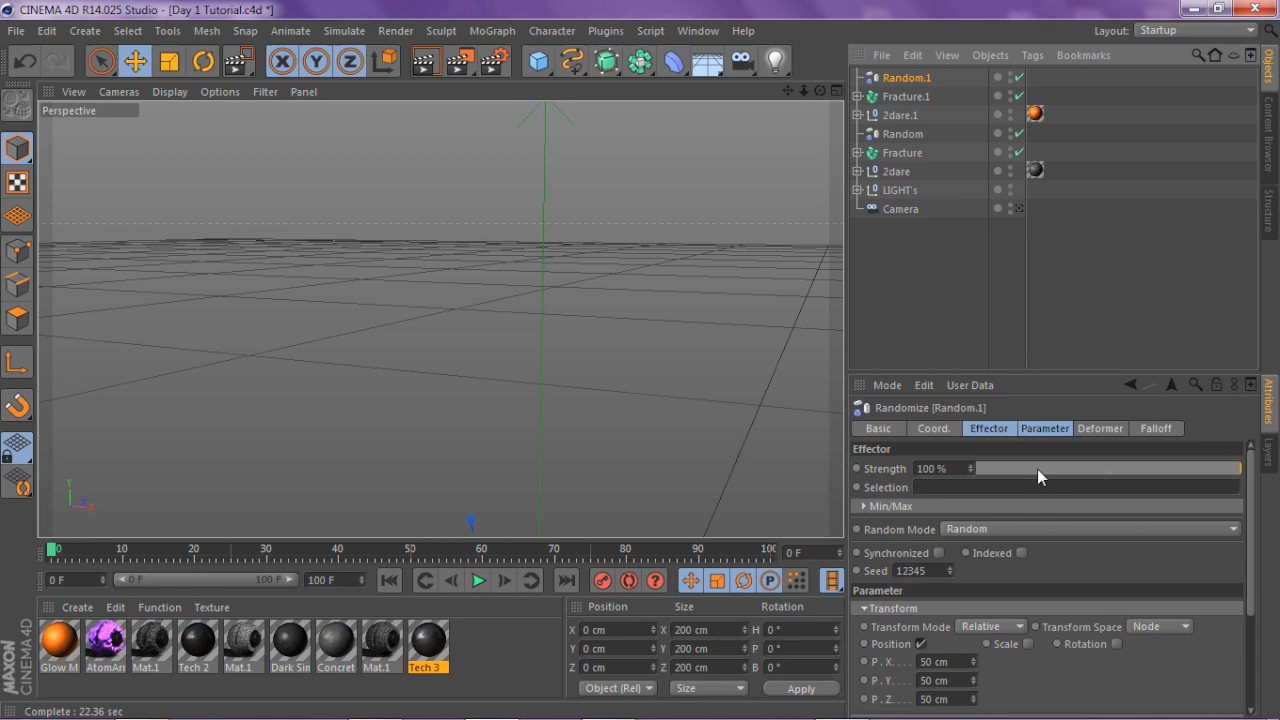 CINEMA 4D R14.025 Studio - [Day 1 Tutorial.c4d *]
File Edit Create Select Tools Mesh Snap Animate Simulate Render Sculpt MoGraph Character Plugins Script Window Help Layout: Startup
X Y Z
File Edit View Objects Tags Bookmarks
View Cameras Display Options Filter Panel
Perspective
Random.1
Fracture.1
2dare.1
Random
Fracture
2dare
LIGHT's
Camera
Objects
Content Browser
Structure
Mode Edit User Data
Randomize [Random.1]
Basic Coord. Effector Parameter Deformer Falloff
Effector
Strength 100 %
Selection
Min/Max
Random Mode Random
Synchronized Indexed
Seed 12345
Parameter
Transform
Transform Mode Relative Transform Space Node
Position Scale Rotation
P . X. . . . 50 cm
P . Y. . . . 50 cm
P . Z. . . . 50 cm
Attributes
Layers
Y
Z X
0 10 20 30 40 50 60 70 80 90 100 0 F
0 F 0 F 100 F 100 F
Create Edit Function Texture
Glow M AtomArr Mat.1 Tech 2 Mat.1 Dark Sin Concret Mat.1 Tech 3
Position Size Rotation
X 0 cm X 200 cm H 0 °
Y 0 cm Y 200 cm P 0 °
Z 0 cm Z 200 cm B 0 °
Object (Rel) Size Apply
MAXON CINEMA4D
Complete : 22.36 sec